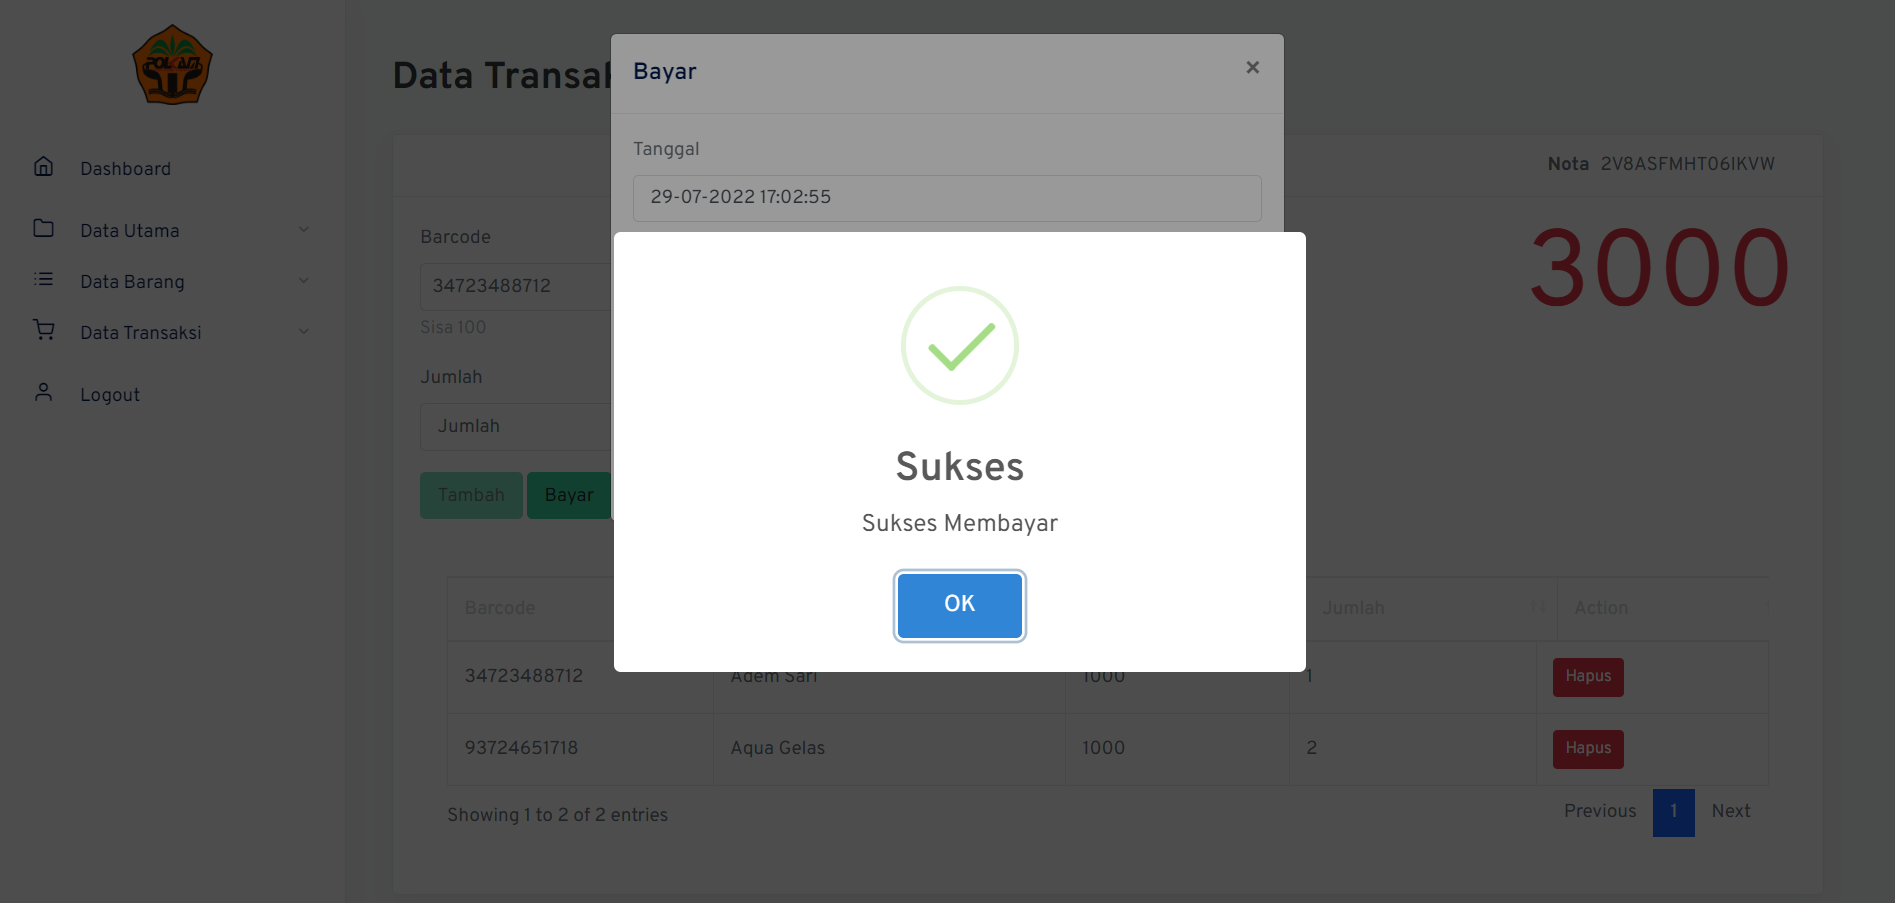 POLKAM
Dashboard
Data Utama
Data Barang
Data Transaksi
Logout
Data Transak
Nota 2V8ASFMHT06IKVW
3000
Barcode
34723488712
Sisa 100
Jumlah
Jumlah
Tambah
Bayar
Bayar
×
Tanggal
29-07-2022 17:02:55
Sukses
Sukses Membayar
OK
Barcode Jumlah Action
34723488712 Adem Sari 1000 1 Hapus
93724651718 Aqua Gelas 1000 2 Hapus
Showing 1 to 2 of 2 entries
Previous 1 Next